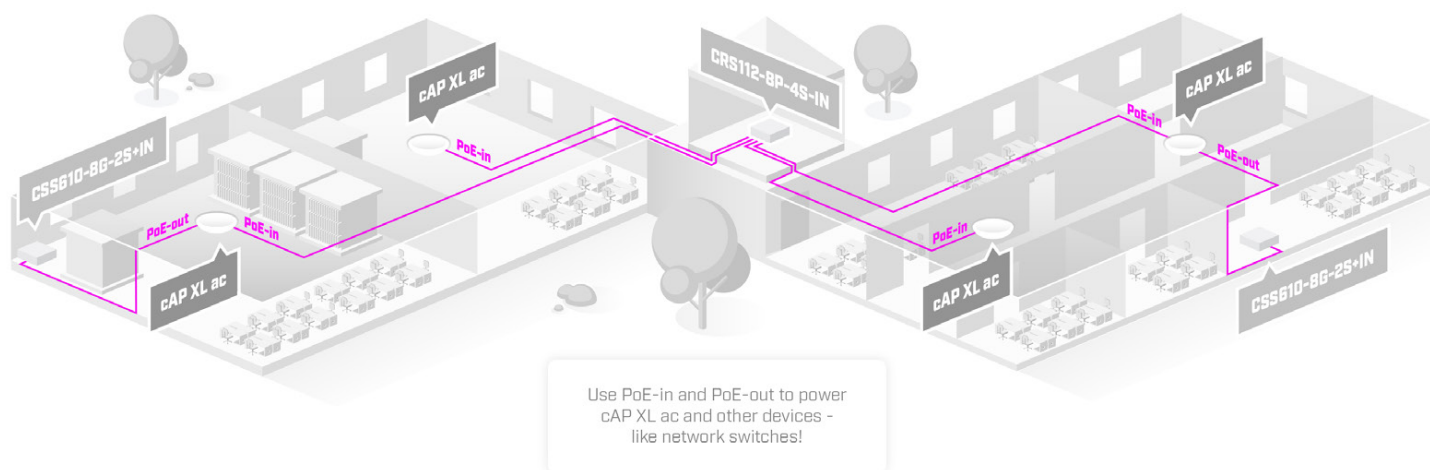 cAP XL ac
CRS112-8P-4S-IN
cAP XL ac
CSS610-8G-2S+IN
PoE-in
PoE-in
PoE-out
PoE-out
PoE-in
PoE-in
cAP XL ac
cAP XL ac
CSS610-8G-2S+IN
Use PoE-in and PoE-out to power
cAP XL ac and other devices -
like network switches!